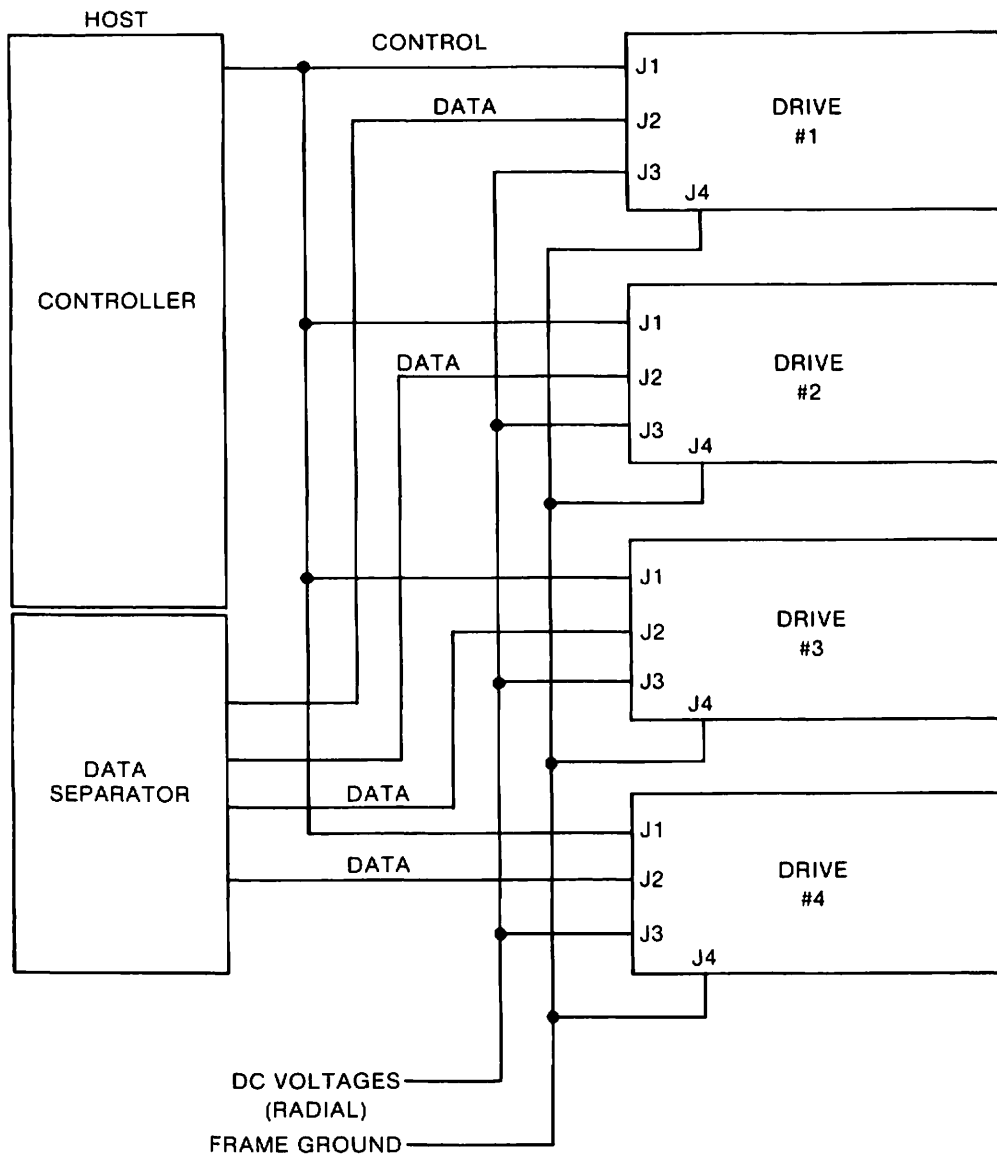 HOST
CONTROL
J1
DATA
DRIVE
#1
J2
J3
J4
CONTROLLER
J1
DATA
DRIVE
#2
J2
J3
J4
J1
DRIVE
#3
J2
J3
J4
DATA
SEPARATOR
DATA
J1
DATA
DRIVE
#4
J2
J3
J4
DC VOLTAGES
(RADIAL)
FRAME GROUND